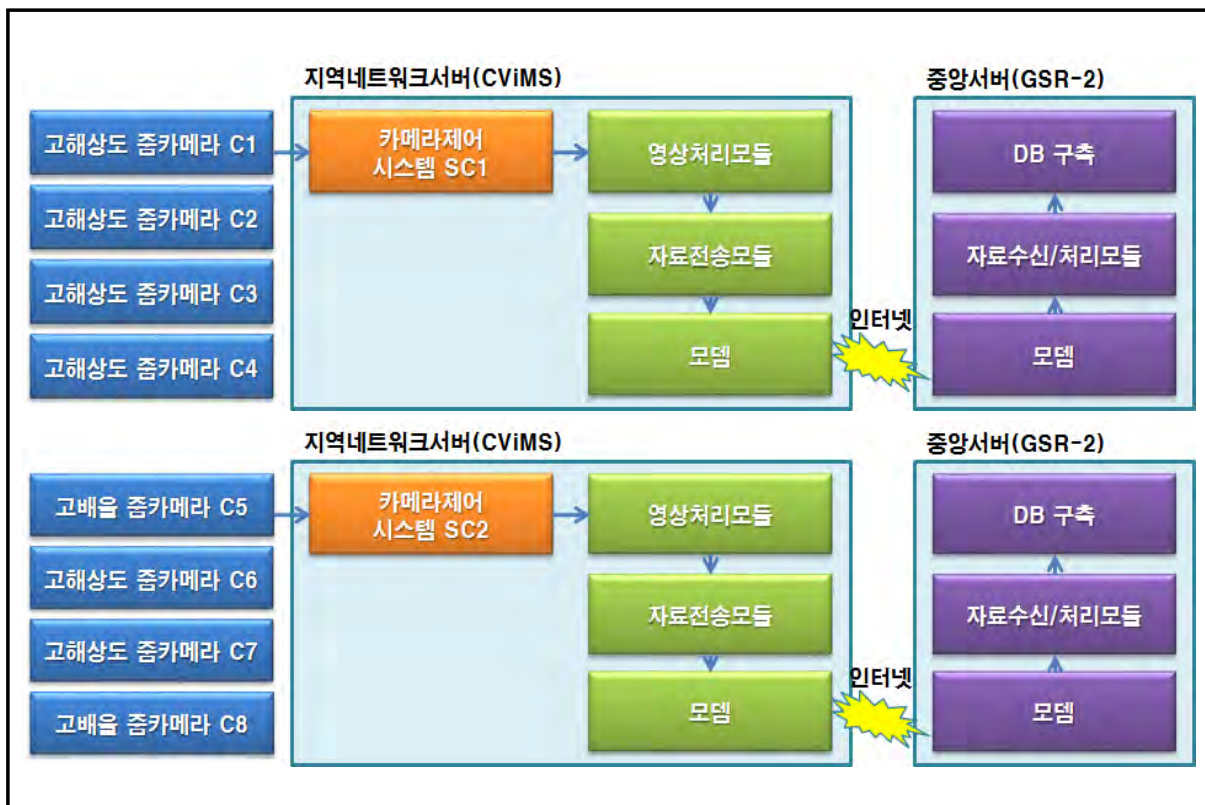 지역네트워크서버(CViMS)
중앙서버(GSR-2)
고해상도 줌카메라 C1
고해상도 줌카메라 C2
고해상도 줌카메라 C3
고해상도 줌카메라 C4
카메라제어
시스템 SC1
영상처리모듈
자료전송모듈
모뎀
인터넷
DB 구축
자료수신/처리모듈
모뎀
지역네트워크서버(CViMS)
중앙서버(GSR-2)
고배율 줌카메라 C5
고해상도 줌카메라 C6
고해상도 줌카메라 C7
고배율 줌카메라 C8
카메라제어
시스템 SC2
영상처리모듈
자료전송모듈
모뎀
인터넷
DB 구축
자료수신/처리모듈
모뎀